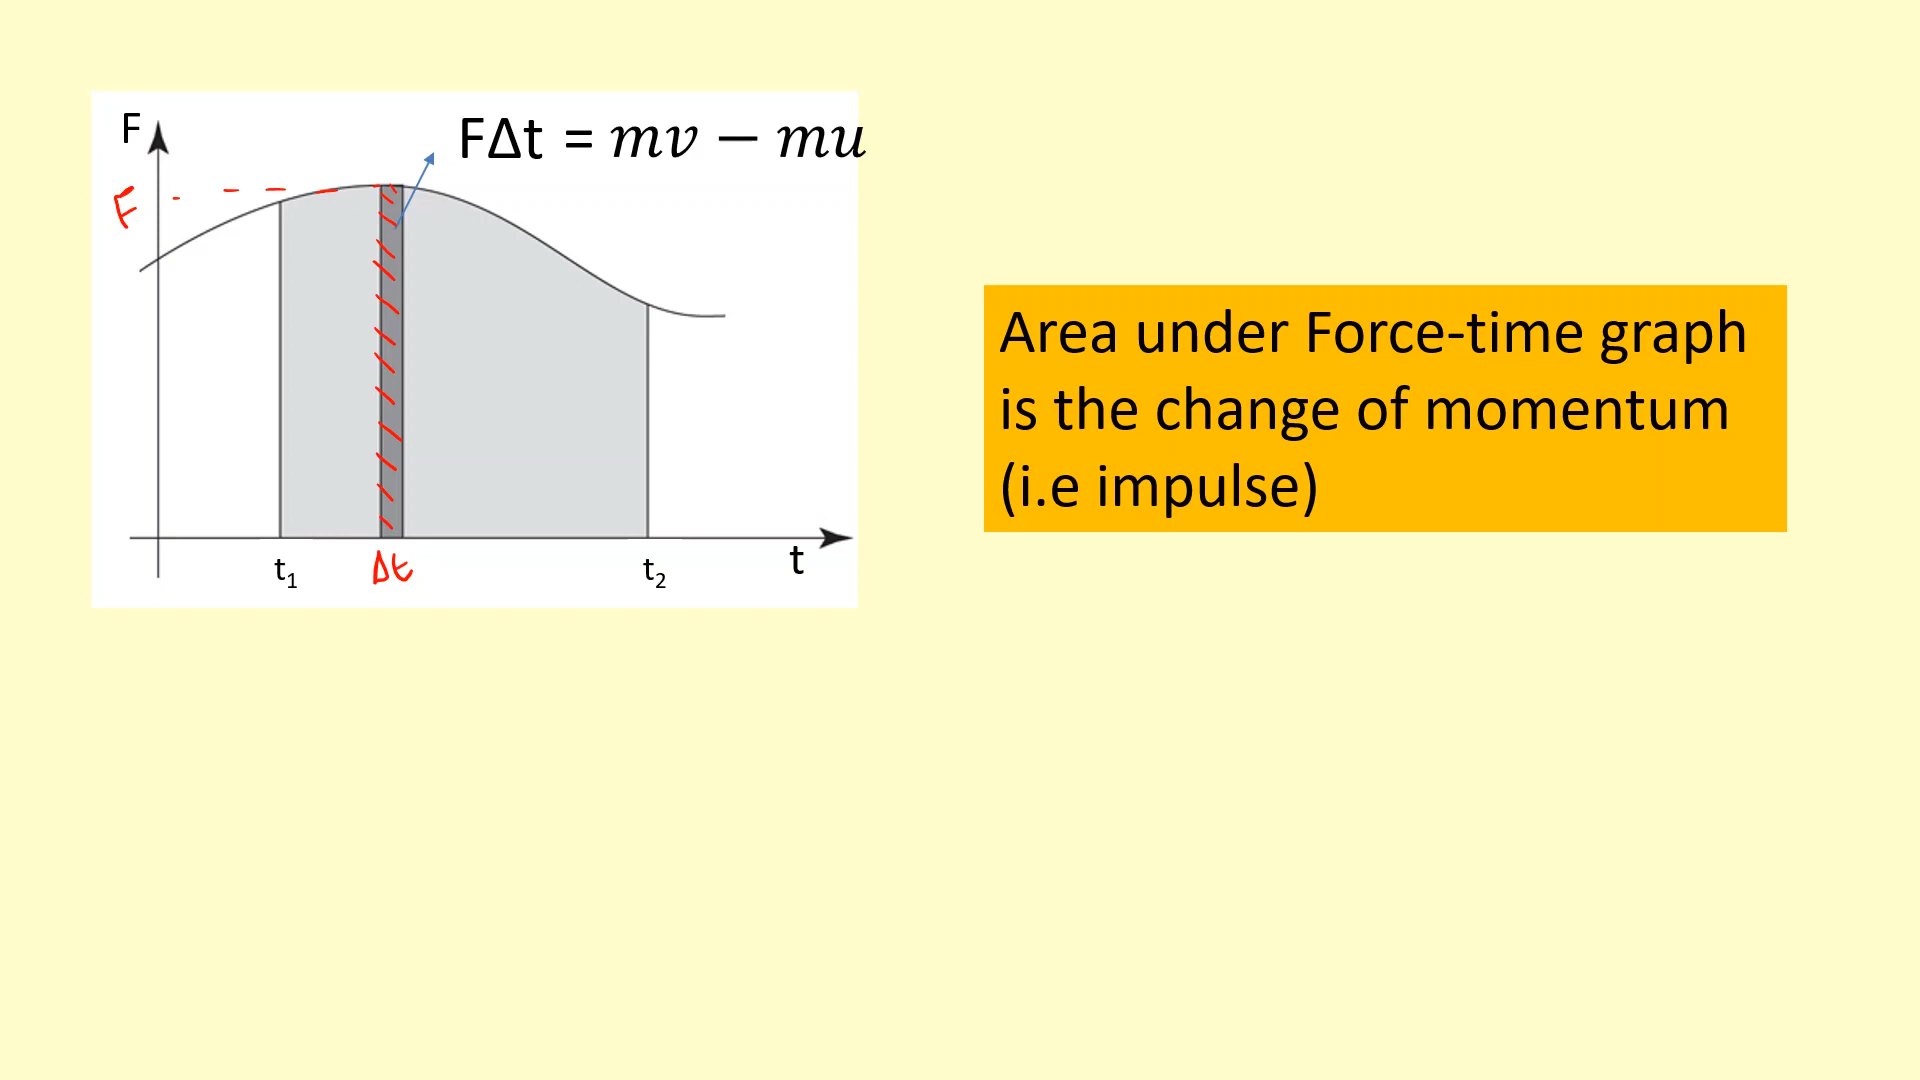 F
FΔt = mv − mu
F
Area under Force-time graph
is the change of momentum
(i.e impulse)
t₁
Δt
t₂
t